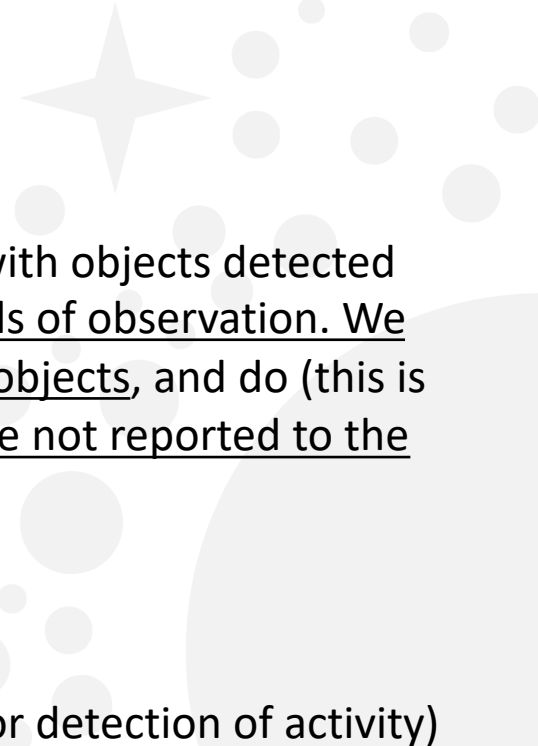 with objects detected
ds of observation. We
objects, and do (this is
e not reported to the
or detection of activity)